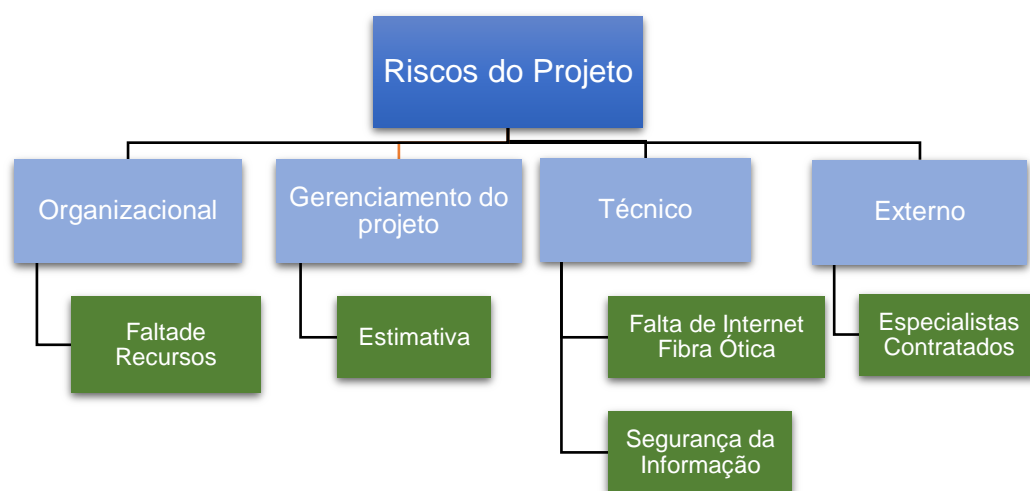 Riscos do Projeto
Organizacional
Gerenciamento do
projeto
Técnico
Externo
Faltade
Recursos
Estimativa
Falta de Internet
Fibra Ótica
Especialistas
Contratados
Segurança da
Informação